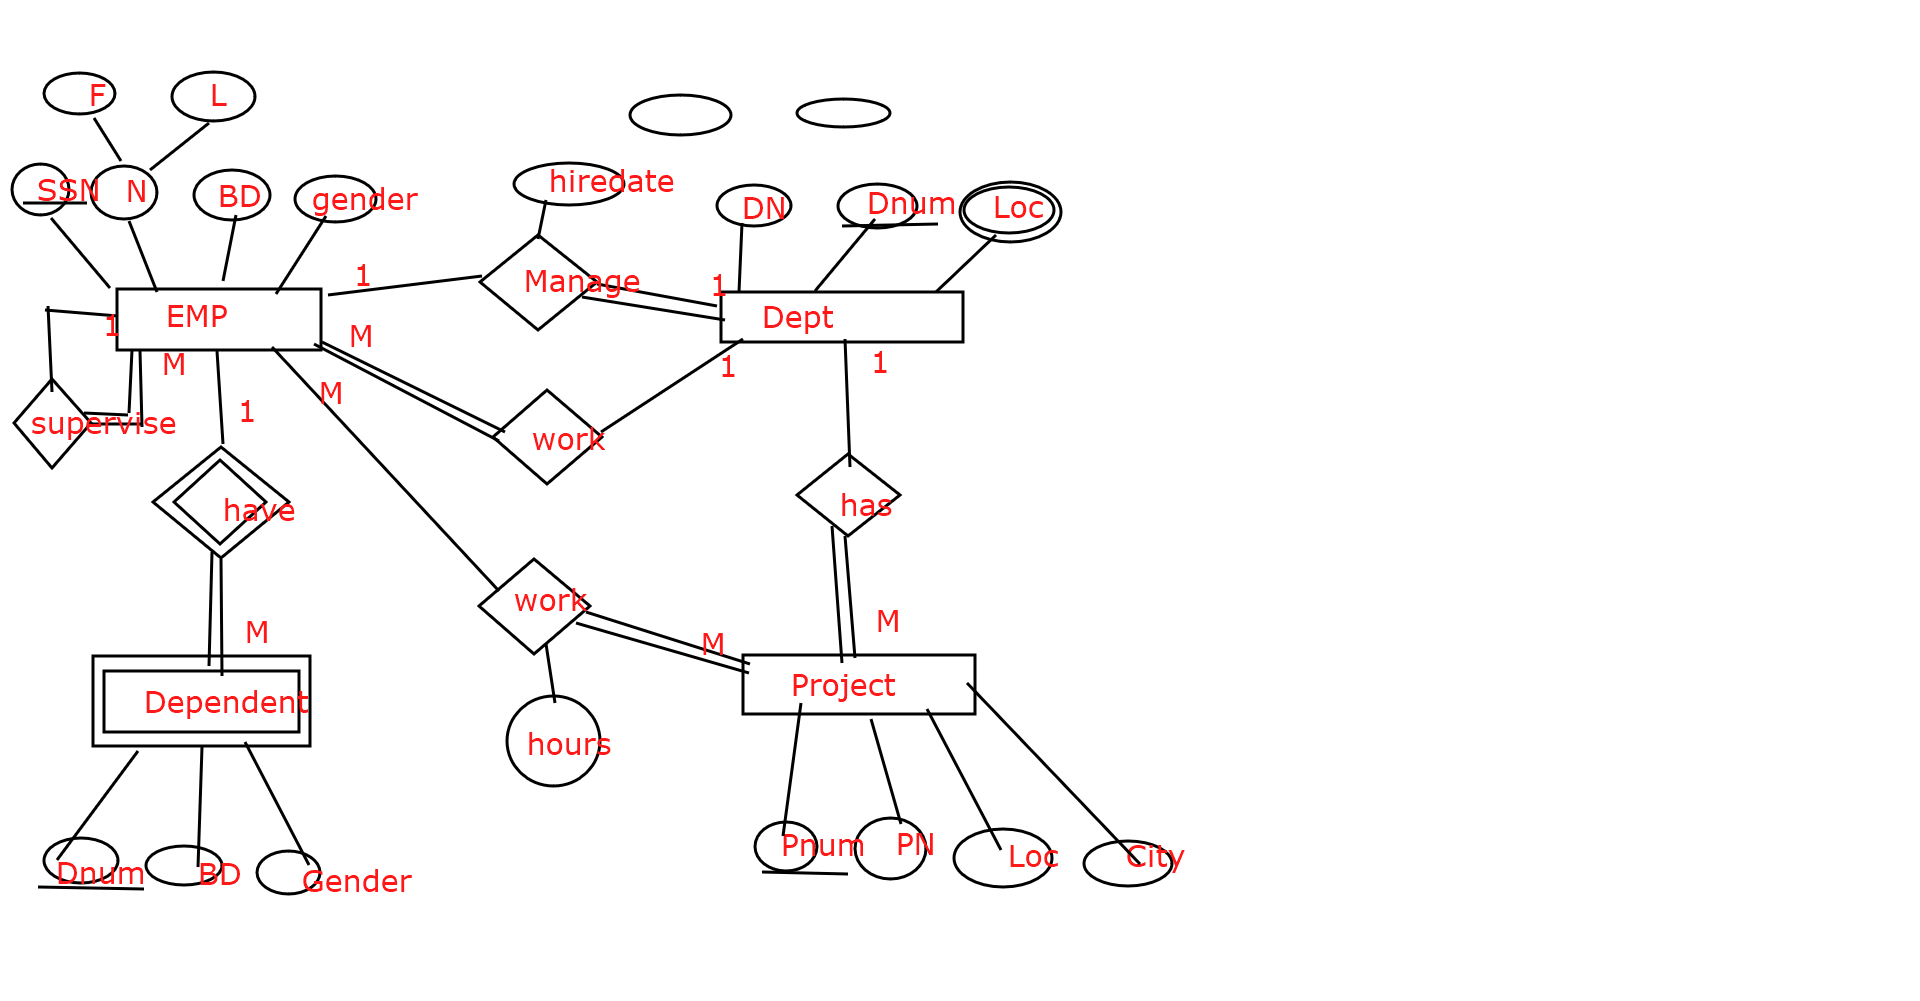 F
L
SSN
N
BD
gender
hiredate
DN
Dnum
Loc
1
Manage
1
EMP
1
Dept
M
M
1
1
M
1
supervise
work
have
has
work
M
M
M
Dependent
Project
hours
Dnum
BD
Gender
Pnum
PN
Loc
City